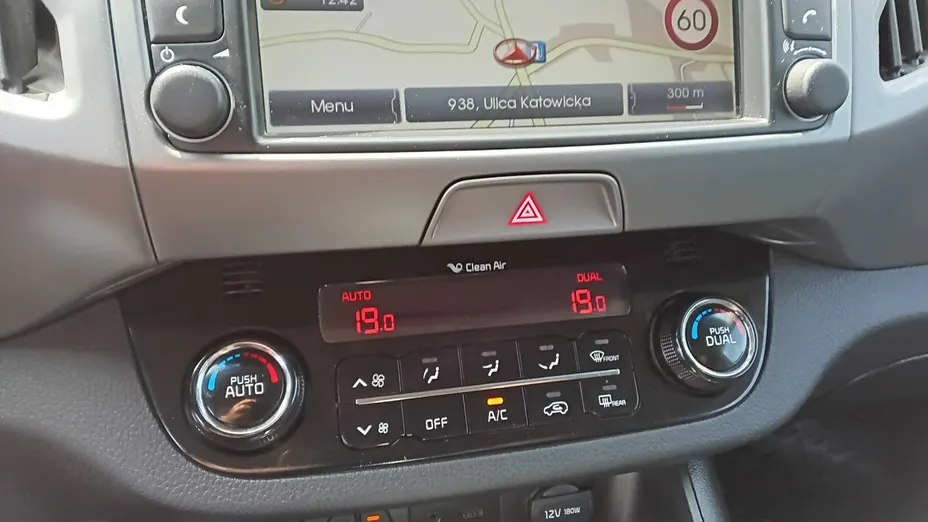 12:42
60
Menu
938, Ulica Katowicka
300 m
Clean Air
AUTO
DUAL
19.0
19.0
PUSH
AUTO
PUSH
DUAL
FRONT
OFF
A/C
REAR
12V 180W